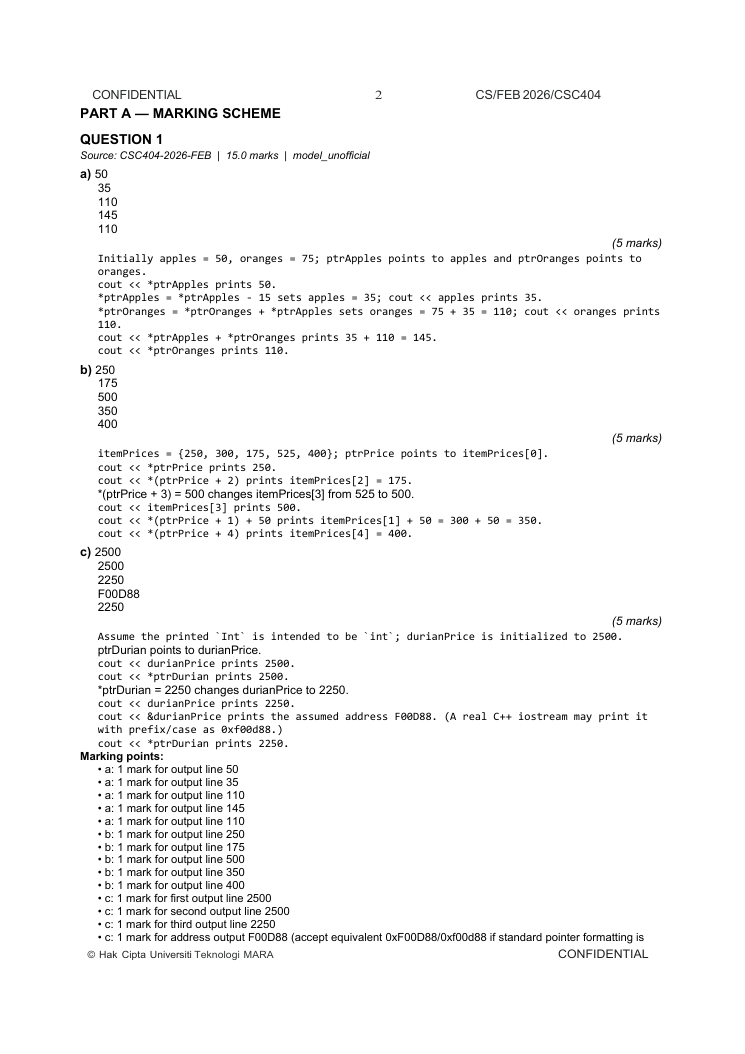 CONFIDENTIAL 2 CS/FEB 2026/CSC404
PART A — MARKING SCHEME
QUESTION 1
Source: CSC404-2026-FEB | 15.0 marks | model_unofficial
a) 50
35
110
145
110
(5 marks)
Initially apples = 50, oranges = 75; ptrApples points to apples and ptrOranges points to
oranges.
cout << *ptrApples prints 50.
*ptrApples = *ptrApples - 15 sets apples = 35; cout << apples prints 35.
*ptrOranges = *ptrOranges + *ptrApples sets oranges = 75 + 35 = 110; cout << oranges prints
110.
cout << *ptrApples + *ptrOranges prints 35 + 110 = 145.
cout << *ptrOranges prints 110.
b) 250
175
500
350
400
(5 marks)
itemPrices = {250, 300, 175, 525, 400}; ptrPrice points to itemPrices[0].
cout << *ptrPrice prints 250.
cout << *(ptrPrice + 2) prints itemPrices[2] = 175.
*(ptrPrice + 3) = 500 changes itemPrices[3] from 525 to 500.
cout << itemPrices[3] prints 500.
cout << *(ptrPrice + 1) + 50 prints itemPrices[1] + 50 = 300 + 50 = 350.
cout << *(ptrPrice + 4) prints itemPrices[4] = 400.
c) 2500
2500
2250
F00D88
2250
(5 marks)
Assume the printed `Int` is intended to be `int`; durianPrice is initialized to 2500.
ptrDurian points to durianPrice.
cout << durianPrice prints 2500.
cout << *ptrDurian prints 2500.
*ptrDurian = 2250 changes durianPrice to 2250.
cout << durianPrice prints 2250.
cout << &durianPrice prints the assumed address F00D88. (A real C++ iostream may print it
with prefix/case as 0xf00d88.)
cout << *ptrDurian prints 2250.
Marking points:
• a: 1 mark for output line 50
• a: 1 mark for output line 35
• a: 1 mark for output line 110
• a: 1 mark for output line 145
• a: 1 mark for output line 110
• b: 1 mark for output line 250
• b: 1 mark for output line 175
• b: 1 mark for output line 500
• b: 1 mark for output line 350
• b: 1 mark for output line 400
• c: 1 mark for first output line 2500
• c: 1 mark for second output line 2500
• c: 1 mark for third output line 2250
• c: 1 mark for address output F00D88 (accept equivalent 0xF00D88/0xf00d88 if standard pointer formatting is
© Hak Cipta Universiti Teknologi MARA CONFIDENTIAL